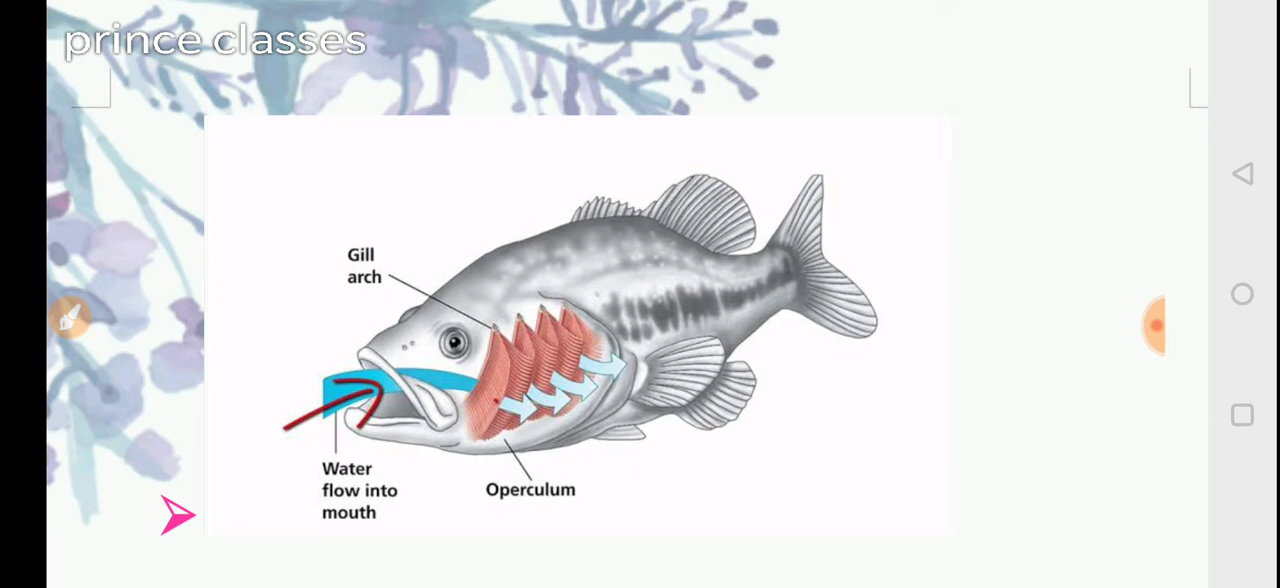 prince classes
Gill
arch
Water
flow into
mouth
Operculum